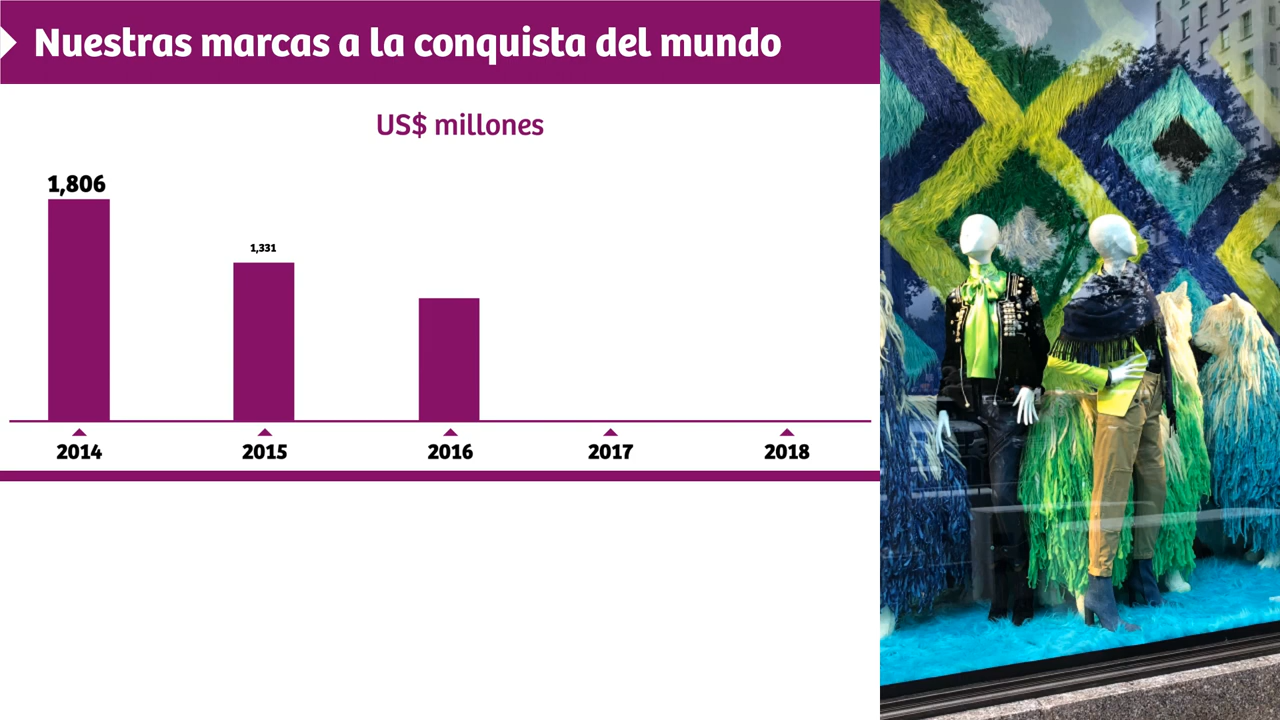 Nuestras marcas a la conquista del mundo
US$ millones
1,806
1,331
2014 2015 2016 2017 2018